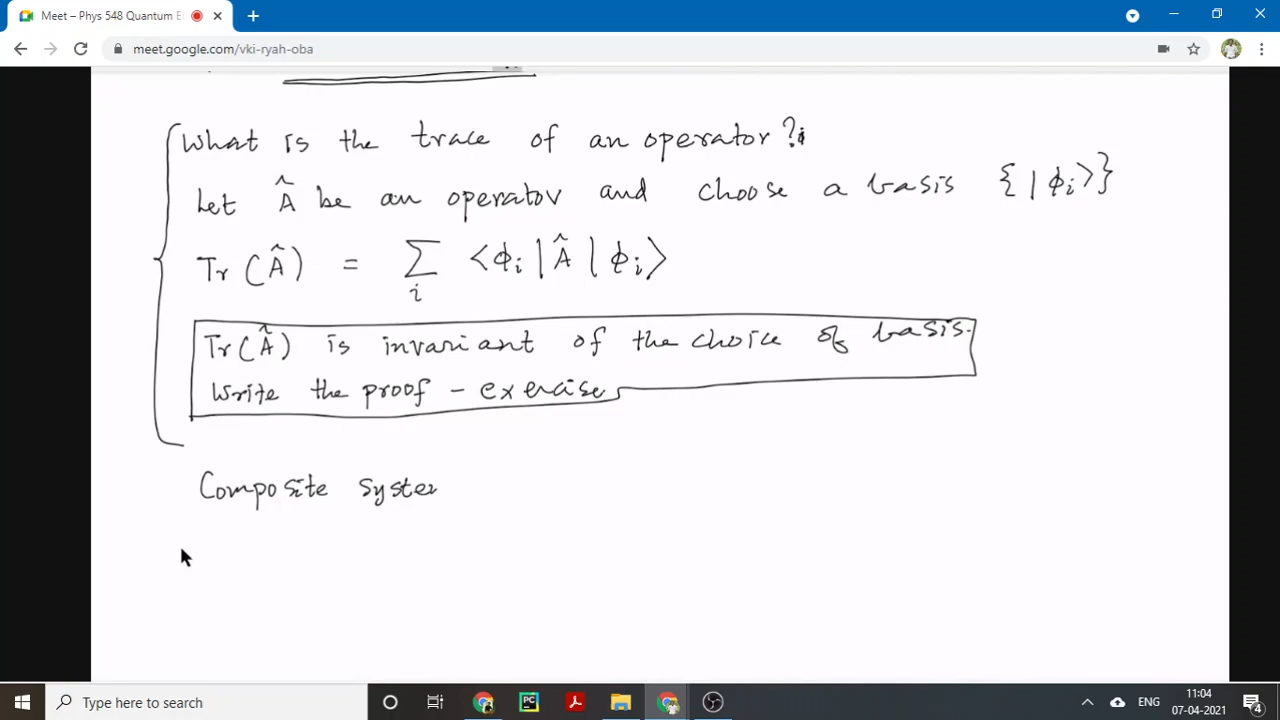 Meet – Phys 548 Quantum E
meet.google.com/vki-ryah-oba
What is the trace of an operator?
Let Â be an operator and choose a basis {|ϕi⟩}
Tr(Â) = ∑i ⟨ϕi|Â|ϕi⟩
Tr(Â) is invariant of the choice of basis.
Write the proof – exercise
Composite syster
Type here to search
ENG
11:04
07-04-2021
4